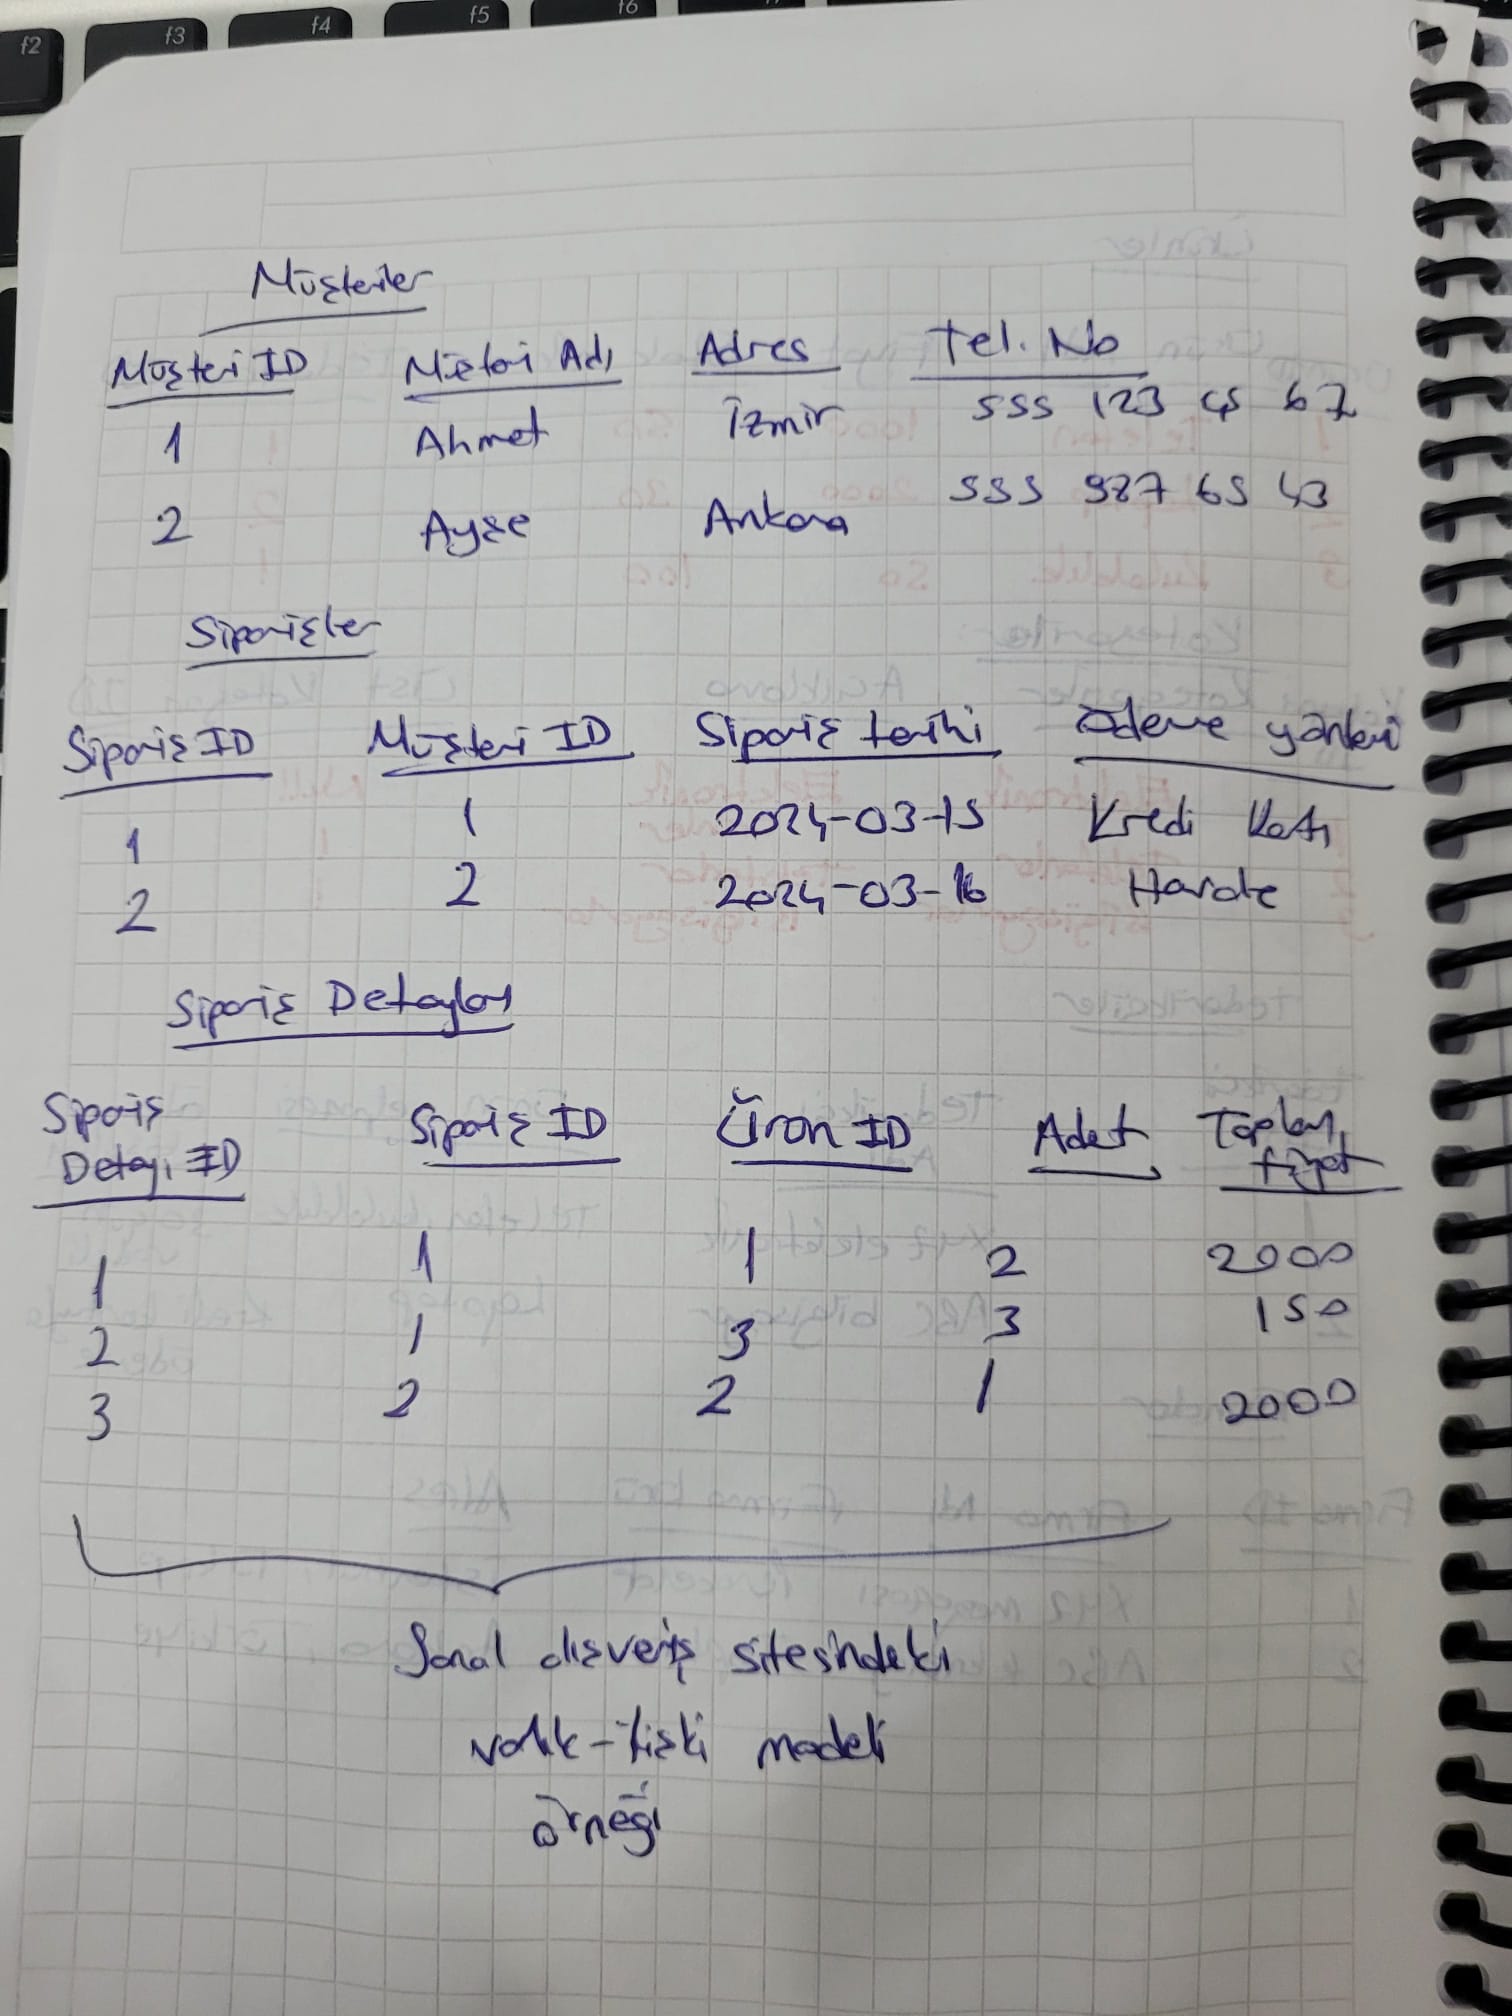 f2 f3 f4 f5 f6
Müşteriler
Müşteri ID Müşteri Adı Adres Tel. No
1 Ahmet İzmir 555 123 45 67
2 Ayşe Ankara 555 987 65 43
Siparişler
Sipariş ID Müşteri ID Sipariş tarihi Ödeme yöntemi
1 1 2024-03-15 Kredi Kartı
2 2 2024-03-16 Havale
Sipariş Detayları
Sipariş Detayı ID Sipariş ID Ürün ID Adet Toplam fiyat
1 1 1 2 2000
2 1 3 3 150
3 2 2 1 2000
Sanal alışveriş sitesindeki
varlık-ilişki modeli
örneği